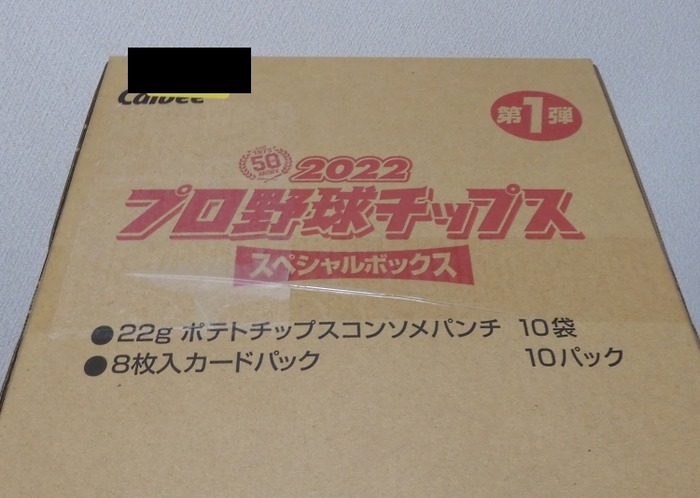 Calbee
第1弾
50
2022
プロ野球チップス
スペシャルボックス
●22g ポテトチップスコンソメパンチ 10袋
●8枚入カードパック 10パック